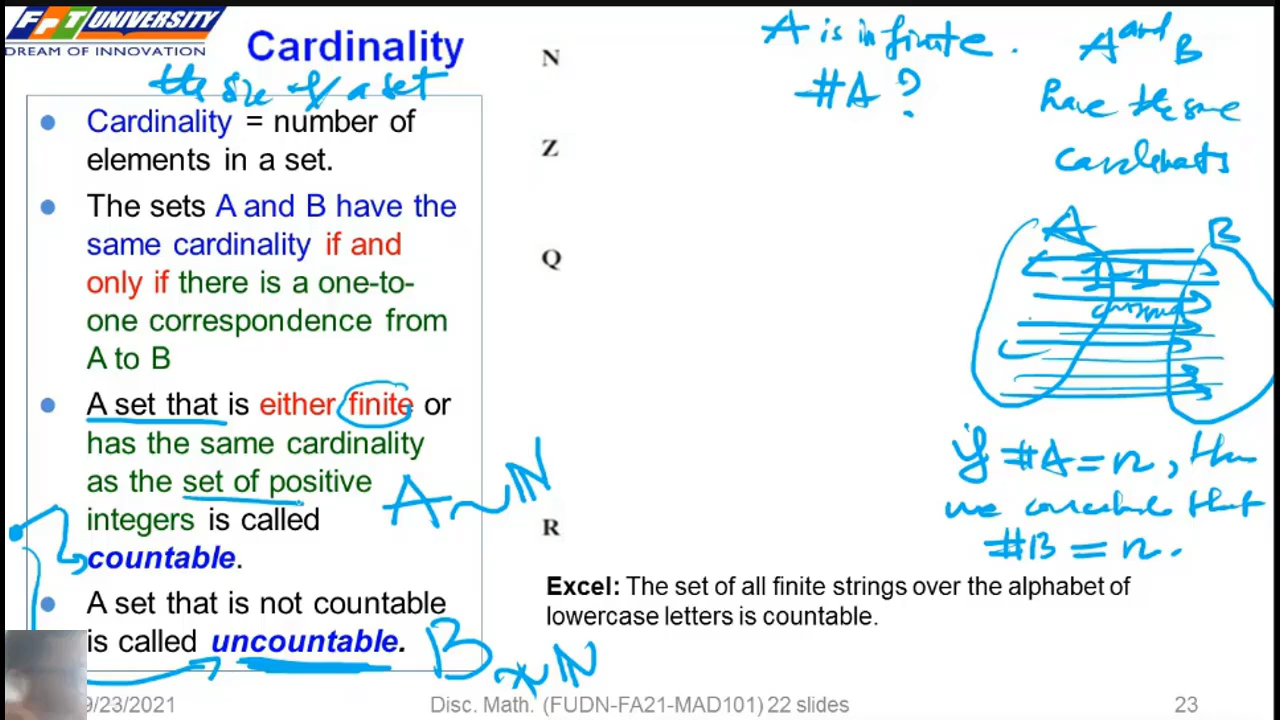 FPT UNIVERSITY
DREAM OF INNOVATION
Cardinality
the size of a set
Cardinality = number of
elements in a set.
The sets A and B have the
same cardinality if and
only if there is a one-to-
one correspondence from
A to B
A set that is either finite or
has the same cardinality
as the set of positive
integers is called
countable.
A set that is not countable
is called uncountable.
A ~ N
B ≁ N
N
Z
Q
R
Excel: The set of all finite strings over the alphabet of
lowercase letters is countable.
A is infinite.
#A ?
A and B
have the same
A
B
1-1
if #A = n, then
we conclude that
#B = n.
9/23/2021
Disc. Math. (FUDN-FA21-MAD101) 22 slides
23